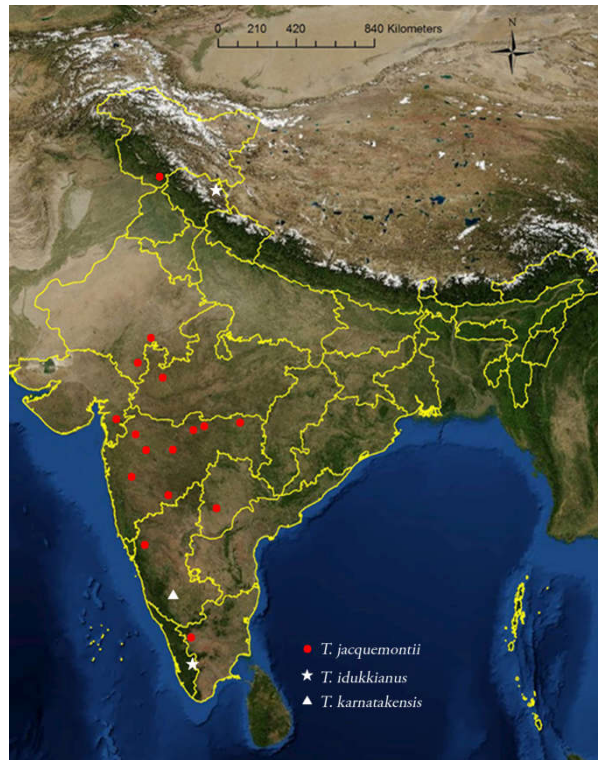 N
0 210 420 840 Kilometers
T. jacquemontii
T. idukkianus
T. karnatakensis